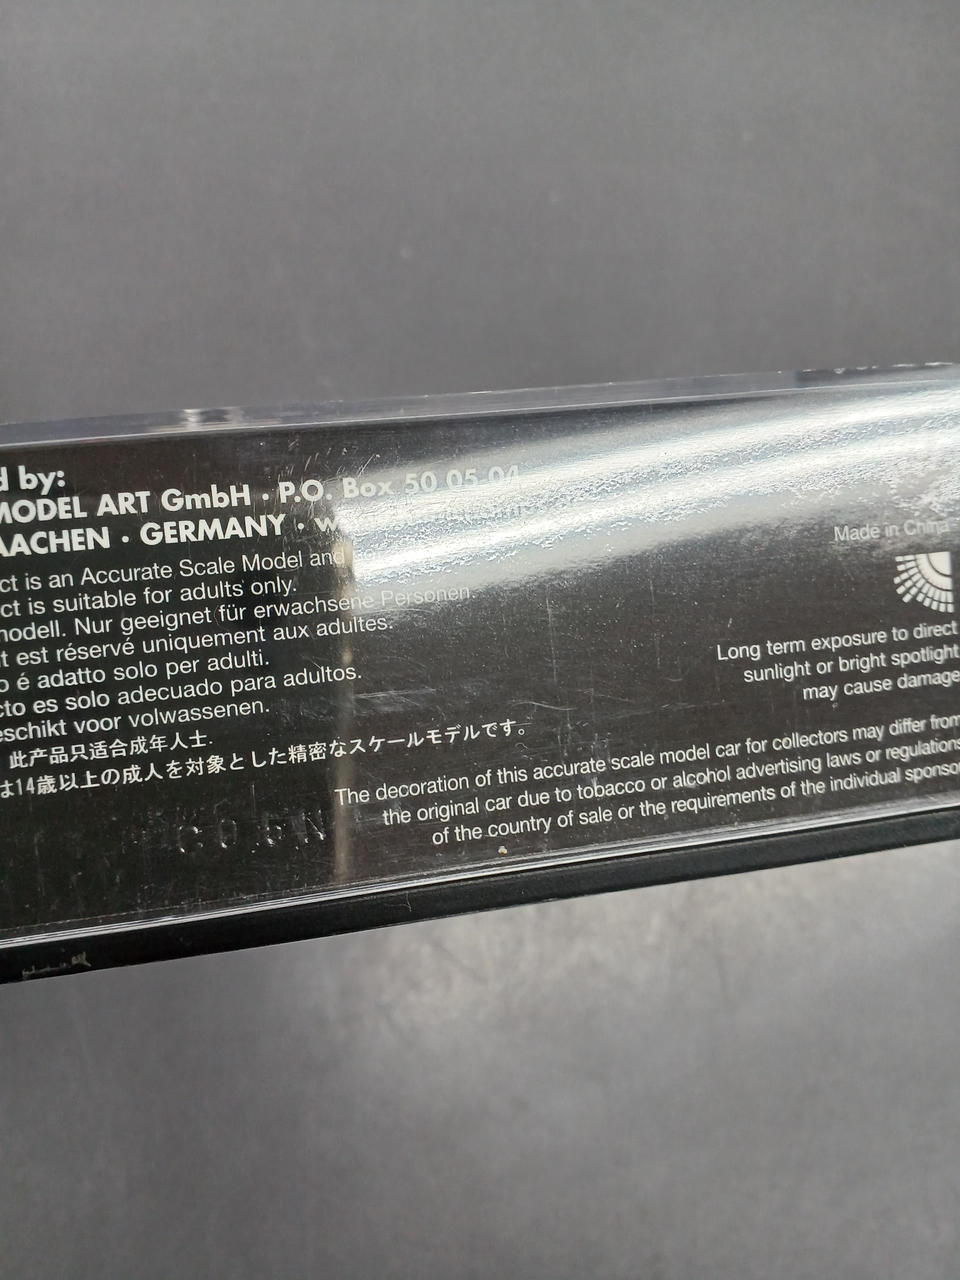 d by:
MODEL ART GmbH · P.O. Box 50 05 04
AACHEN · GERMANY ·
ct is an Accurate Scale Model and
ct is suitable for adults only.
modell. Nur geeignet für erwachsene Personen.
t est réservé uniquement aux adultes.
o é adatto solo per adulti.
cto es solo adecuado para adultos.
eschikt voor volwassenen.
此产品只适合成年人士.
は14歳以上の成人を対象とした精密なスケールモデルです。
Made in China
Long term exposure to direct
sunlight or bright spotlight
may cause damage
The decoration of this accurate scale model car for collectors may differ from
the original car due to tobacco or alcohol advertising laws or regulations
of the country of sale or the requirements of the individual sponsor